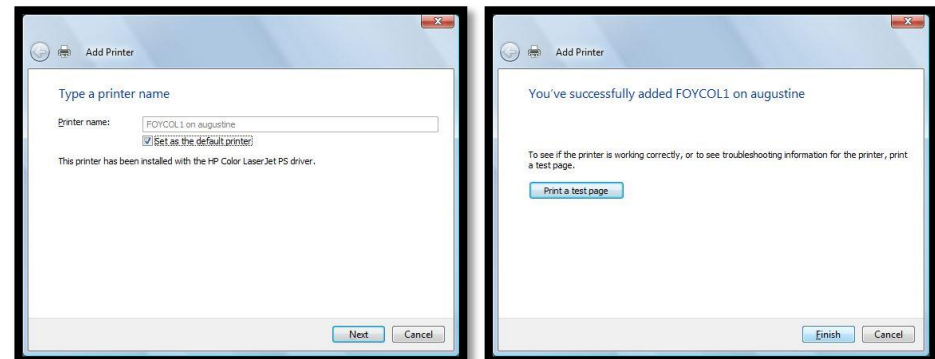 Add Printer
Type a printer name
Printer name: FOYCOL1 on augustine
Set as the default printer
This printer has been installed with the HP Color LaserJet PS driver.
Next Cancel
Add Printer
You've successfully added FOYCOL1 on augustine
To see if the printer is working correctly, or to see troubleshooting information for the printer, print
a test page.
Print a test page
Finish Cancel